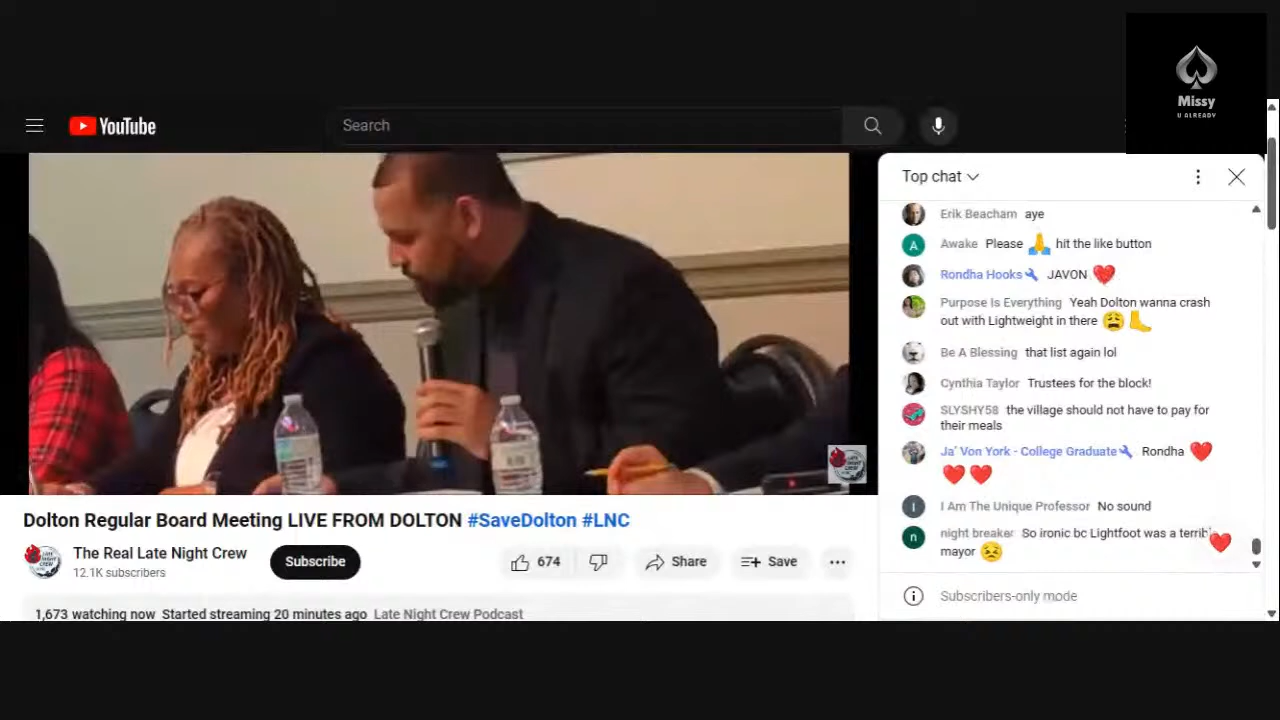 Missy
U ALREADY
YouTube
Search
Top chat
Erik Beacham aye
A Awake Please 🙏 hit the like button
Rondha Hooks JAVON ❤️
Purpose Is Everything Yeah Dolton wanna crash
out with Lightweight in there 😩 🦶
Be A Blessing that list again lol
Cynthia Taylor Trustees for the block!
SLYSHY58 the village should not have to pay for
their meals
Ja' Von York - College Graduate Rondha ❤️
❤️ ❤️
I I Am The Unique Professor No sound
n night breaker So ironic bc Lightfoot was a
mayor 😣
Subscribers-only mode
Dolton Regular Board Meeting LIVE FROM DOLTON #SaveDolton #LNC
The Real Late Night Crew
12.1K subscribers
Subscribe
674
Share
Save
1,673 watching now Started streaming 20 minutes ago Late Night Crew Podcast